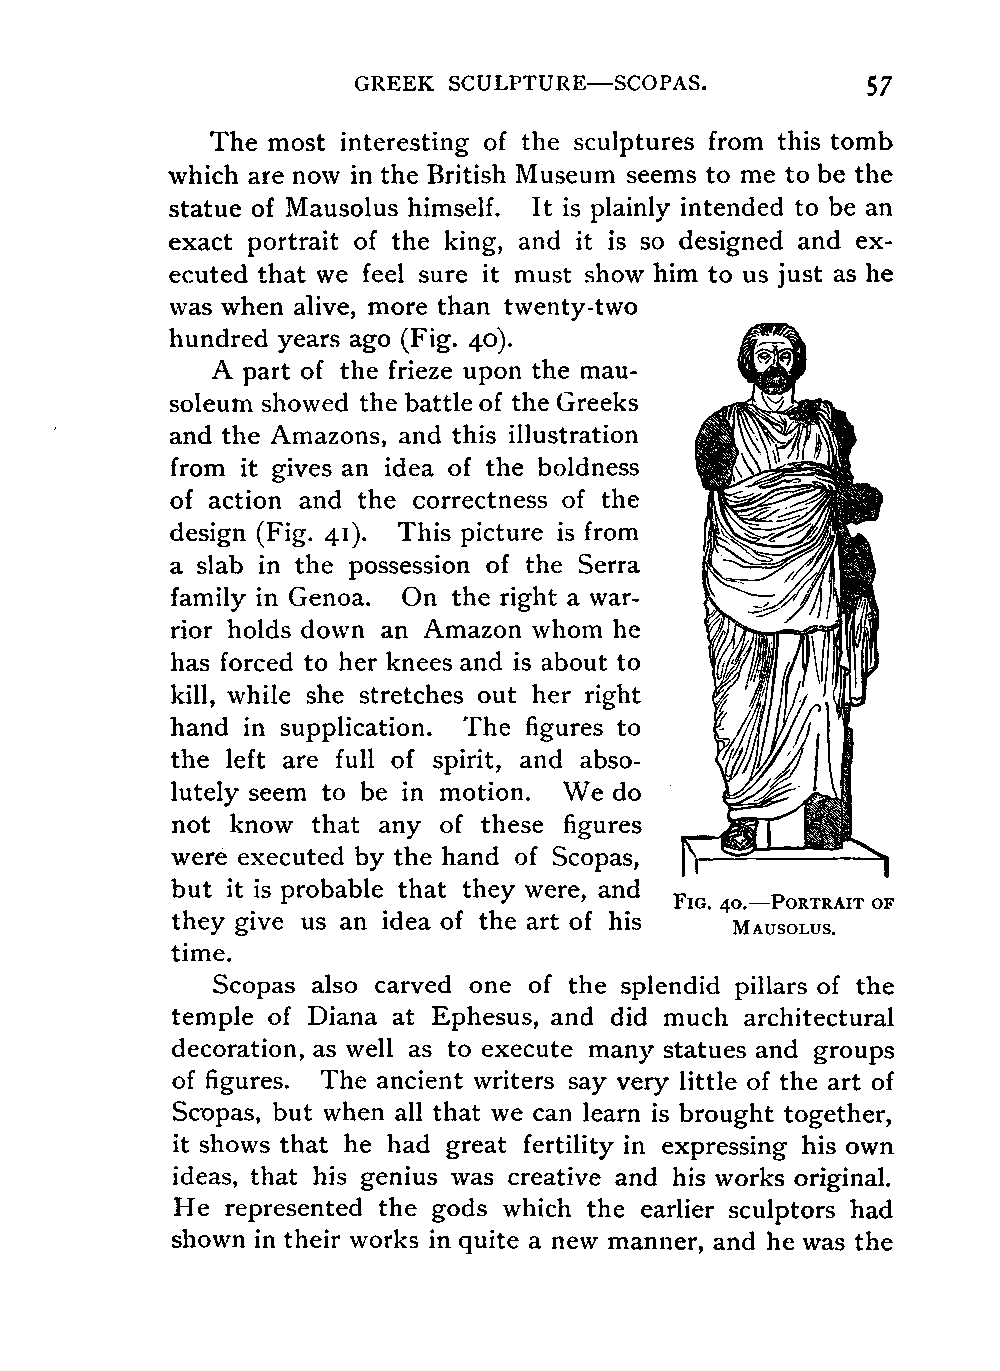 GREEK SCULPTURE—SCOPAS. 57
The most interesting of the sculptures from this tomb
which are now in the British Museum seems to me to be the
statue of Mausolus himself. It is plainly intended to be an
exact portrait of the king, and it is so designed and ex-
ecuted that we feel sure it must show him to us just as he
was when alive, more than twenty-two
hundred years ago (Fig. 40).
A part of the frieze upon the mau-
soleum showed the battle of the Greeks
and the Amazons, and this illustration
from it gives an idea of the boldness
of action and the correctness of the
design (Fig. 41). This picture is from
a slab in the possession of the Serra
family in Genoa. On the right a war-
rior holds down an Amazon whom he
has forced to her knees and is about to
kill, while she stretches out her right
hand in supplication. The figures to
the left are full of spirit, and abso-
lutely seem to be in motion. We do
not know that any of these figures
were executed by the hand of Scopas,
but it is probable that they were, and
they give us an idea of the art of his
time.
FIG. 40.—PORTRAIT OF
MAUSOLUS.
Scopas also carved one of the splendid pillars of the
temple of Diana at Ephesus, and did much architectural
decoration, as well as to execute many statues and groups
of figures. The ancient writers say very little of the art of
Scopas, but when all that we can learn is brought together,
it shows that he had great fertility in expressing his own
ideas, that his genius was creative and his works original.
He represented the gods which the earlier sculptors had
shown in their works in quite a new manner, and he was the